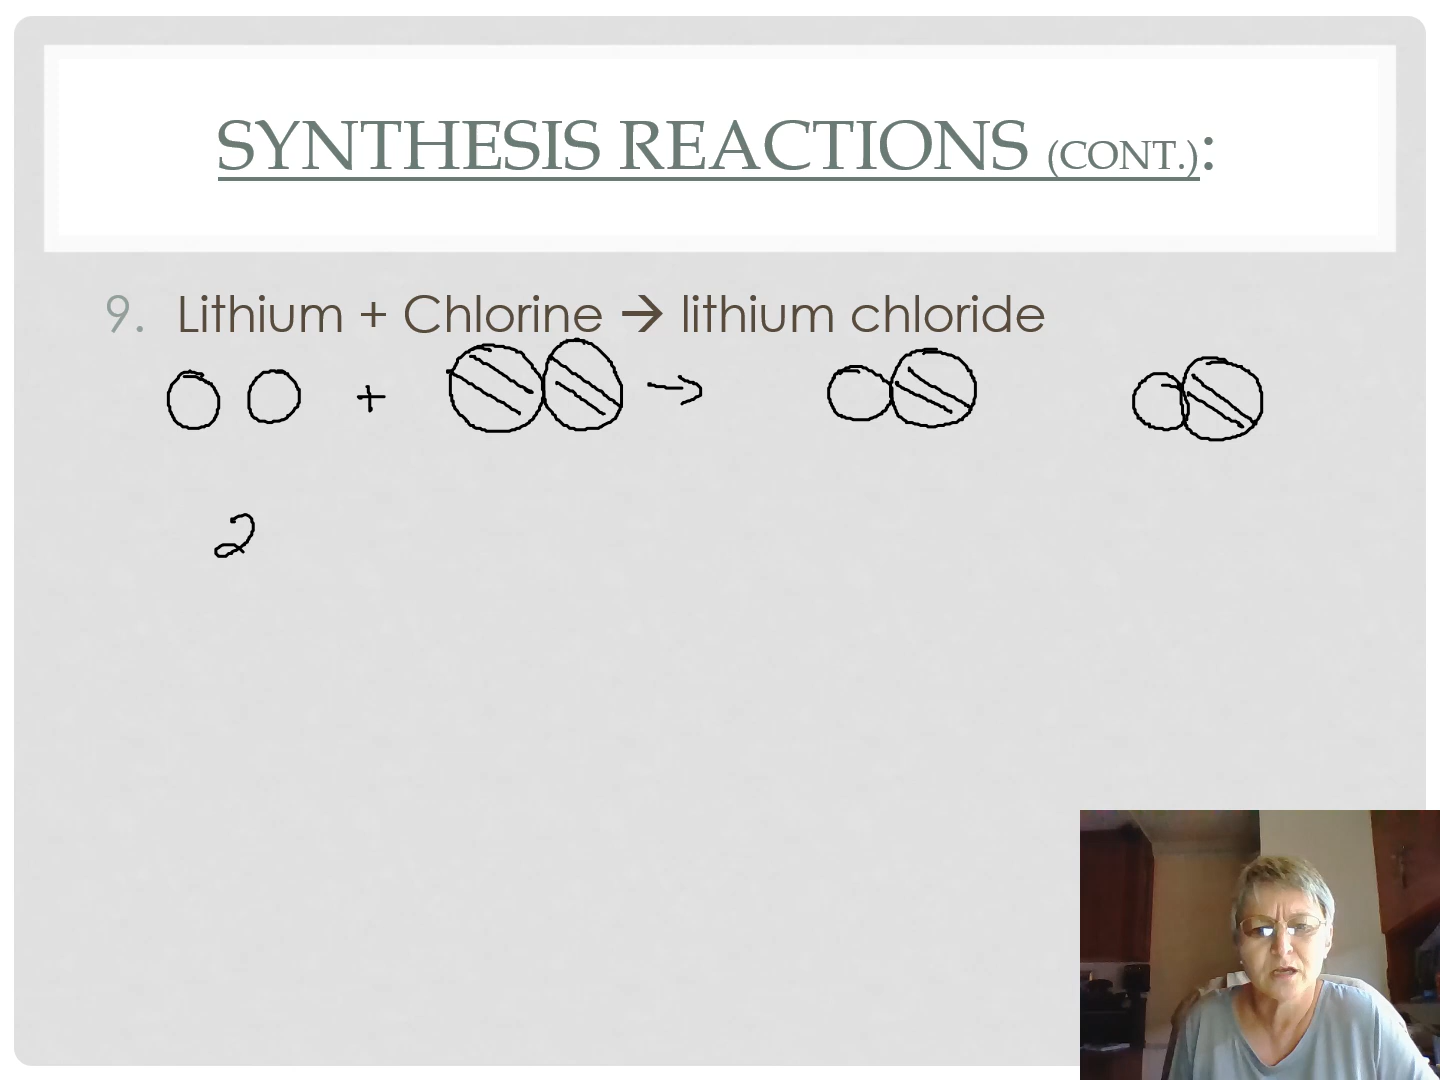 SYNTHESIS REACTIONS (CONT.):
9. Lithium + Chlorine → lithium chloride
+ →
2